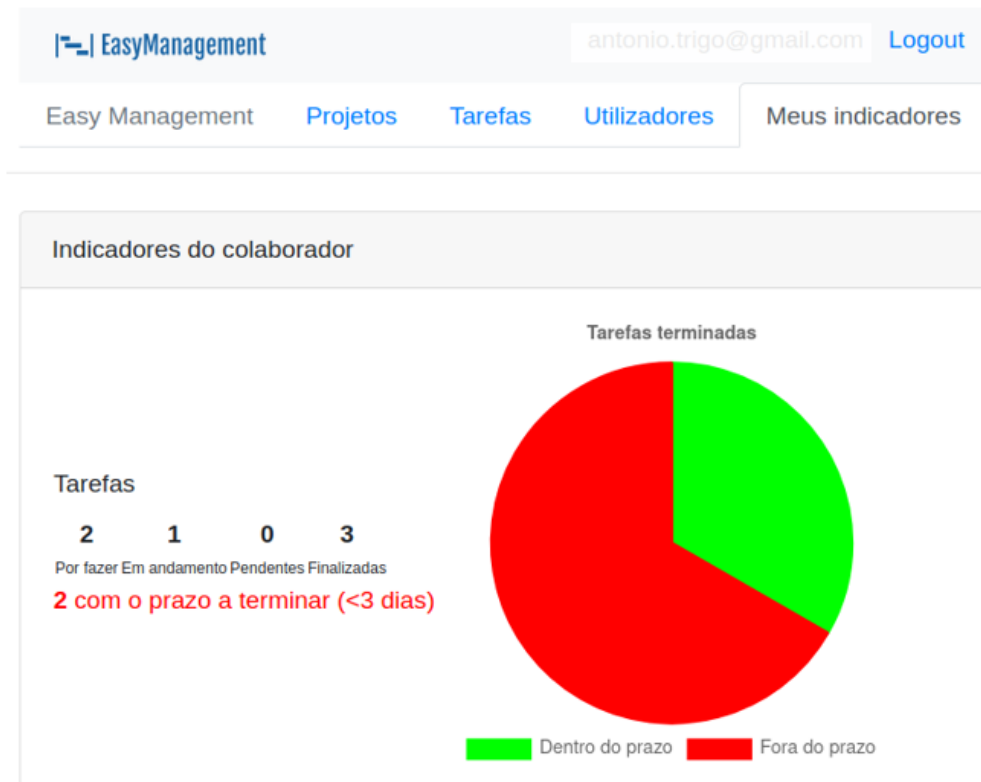 EasyManagement
antonio.trigo@gmail.com Logout
Easy Management Projetos Tarefas Utilizadores Meus indicadores
Indicadores do colaborador
Tarefas terminadas
Tarefas
2 1 0 3
Por fazer Em andamento Pendentes Finalizadas
2 com o prazo a terminar (<3 dias)
Dentro do prazo Fora do prazo